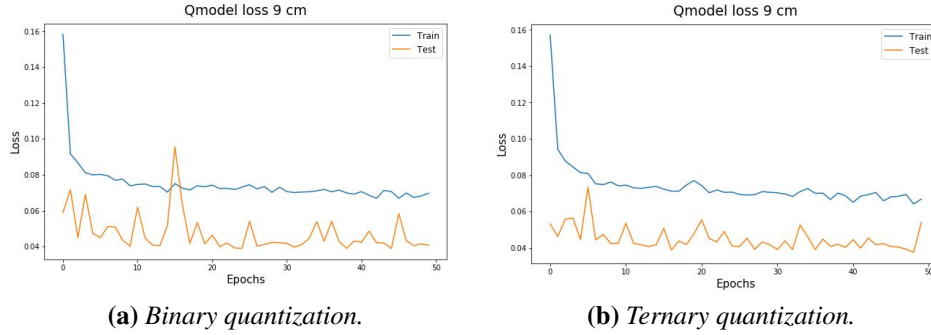 Qmodel loss 9 cm
Train
Test
0.16
0.14
0.12
0.10
0.08
0.06
0.04
Loss
0 10 20 30 40 50
Epochs
(a) Binary quantization.
Qmodel loss 9 cm
Train
Test
0.16
0.14
0.12
0.10
0.08
0.06
0.04
Loss
0 10 20 30 40 50
Epochs
(b) Ternary quantization.